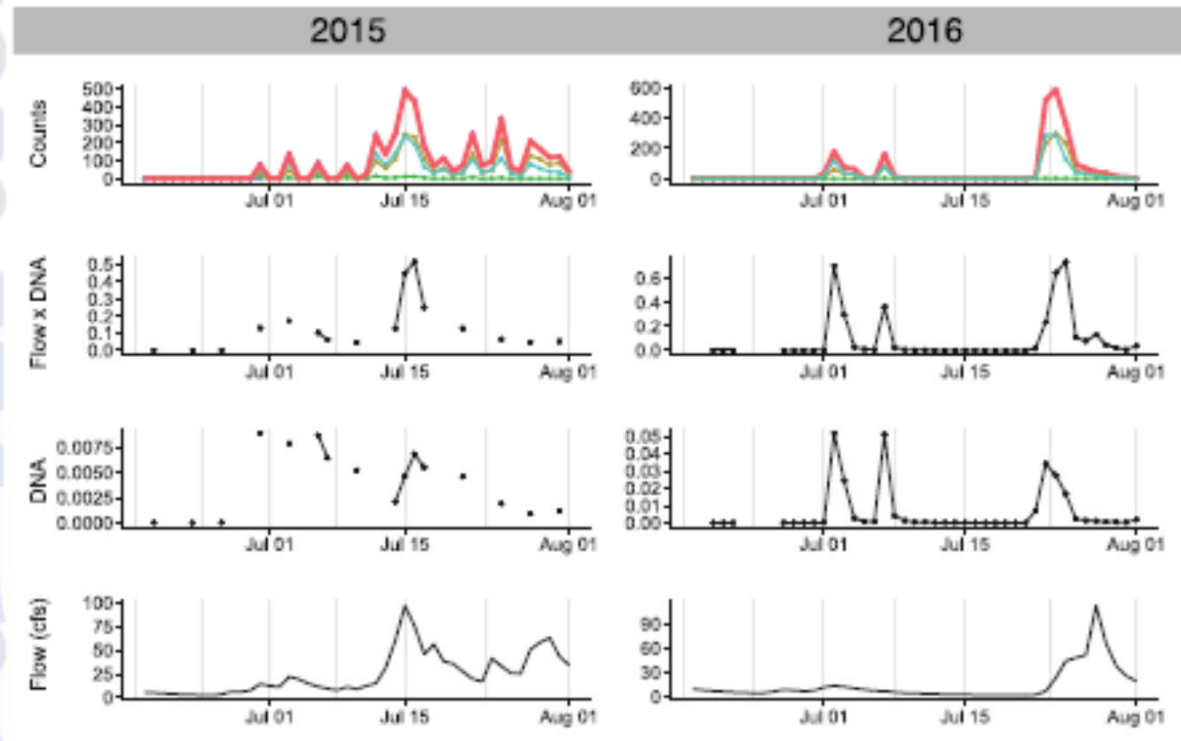 2015 2016
Counts
500 400 300 200 100 0
600 400 200 0
Jul 01 Jul 15 Aug 01 Jul 01 Jul 15 Aug 01
Flow x DNA
0.5 0.4 0.3 0.2 0.1 0.0
0.6 0.4 0.2 0.0
Jul 01 Jul 15 Aug 01 Jul 01 Jul 15 Aug 01
DNA
0.0075 0.0050 0.0025 0.0000
0.05 0.04 0.03 0.02 0.01 0.00
Jul 01 Jul 15 Aug 01 Jul 01 Jul 15 Aug 01
Flow (cfs)
100 75 50 25 0
90 60 30 0
Jul 01 Jul 15 Aug 01 Jul 01 Jul 15 Aug 01